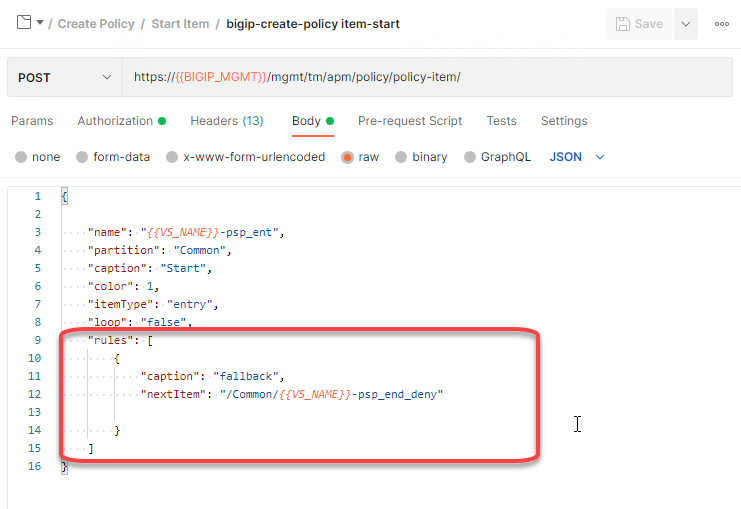 / Create Policy / Start Item / bigip-create-policy item-start
Save
POST
https://{{BIGIP_MGMT}}/mgmt/tm/apm/policy/policy-item/
Params Authorization Headers (13) Body Pre-request Script Tests Settings
none form-data x-www-form-urlencoded raw binary GraphQL JSON
1 {
2
3 "name": "{{VS_NAME}}-psp_ent",
4 "partition": "Common",
5 "caption": "Start",
6 "color": 1,
7 "itemType": "entry",
8 "loop": "false",
9 "rules": [
10 {
11 "caption": "fallback",
12 "nextItem": "/Common/{{VS_NAME}}-psp_end_deny"
13
14 }
15 ]
16 }